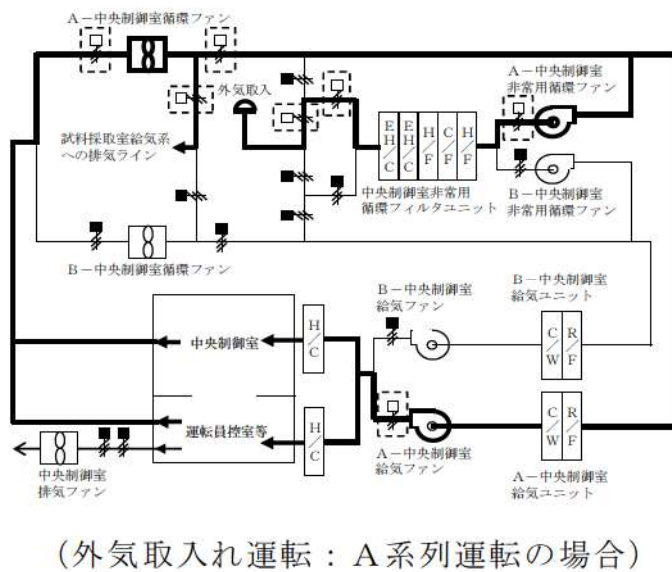 A-中央制御室循環ファン
外気取入
A-中央制御室
非常用循環ファン
試料採取室給気系
への排気ライン
EH/C
EH/C
H/F
C/F
H/F
中央制御室非常用
循環フィルタユニット
B-中央制御室
非常用循環ファン
B-中央制御室循環ファン
B-中央制御室
給気ファン
B-中央制御室
給気ユニット
中央制御室
H/C
C/W
R/F
運転員控室等
H/C
C/W
R/F
中央制御室
排気ファン
A-中央制御室
給気ファン
A-中央制御室
給気ユニット
(外気取入れ運転:A系列運転の場合)